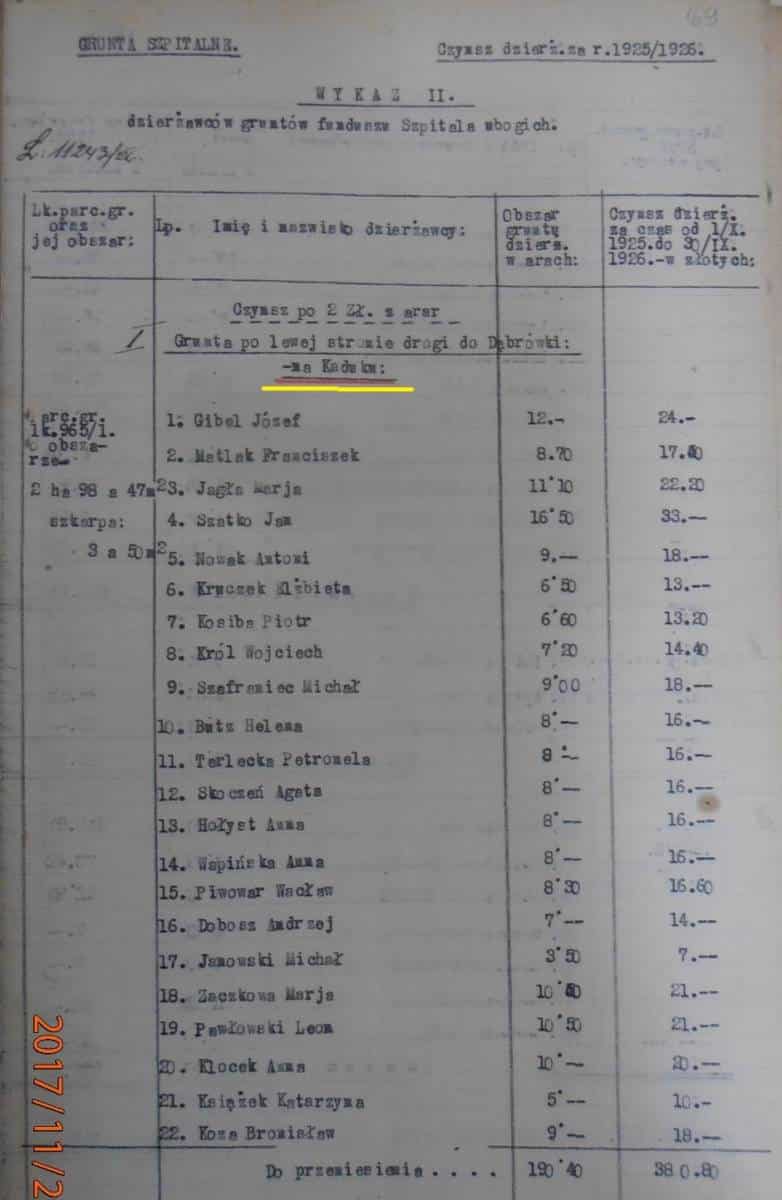 69
GRUNTA SZPITALNE.
Czynsz dzierż.za r.1925/1926.
WYKAZ II.
dzierżawców gruntów funduszu Szpitala ubogich.
L. 11243/
Lk.parc.gr. oraz jej obszar:
Lp. Imię i nazwisko dzierżawcy:
Obszar gruntu dzierż. w arach:
Czynsz dzierż. za czas od 1/X. 1925.do 30/IX. 1926.-w złotych:
Czynsz po 2 Zł. z arar
I Grunta po lewej stronie drogi do Dąbrówki:
-na Kaduku:
parc.gr. lk.965/1. o obsza-rze-
2 ha 98 a 47m2
szkarpa:
3 a 50m2
1. Gibel Józef 12.- 24.-
2. Matlak Franciszek 8.70 17.40
3. Jagła Marja 11'10 22.20
4. Szatko Jan 16'50 33.--
5. Nowak Antoni 9.-- 18.--
6. Kruczek Elżbieta 6'50 13.--
7. Kosiba Piotr 6'60 13.20
8. Król Wojciech 7'20 14.40
9. Szafraniec Michał 9'00 18.--
10. Butz Helena 8'-- 16.--
11. Terlecka Petronela 8'-- 16.--
12. Skoczeń Agata 8'-- 16.--
13. Hołyst Anna 8'-- 16.--
14. Wapińska Anna 8'-- 16.--
15. Piwowar Wacław 8'30 16.60
16. Dobosz Andrzej 7'-- 14.--
17. Janowski Michał 3'50 7.--
18. Zaczkowa Marja 10'50 21.--
19. Pawłowski Leon 10'50 21.--
20. Klocek Anna 10'-- 20.--
21. Książek Katarzyna 5'-- 10.-
22. Koza Bronisław 9'-- 18.--
Do przeniesienia . . . . 190'40 380.80
2017/11/2